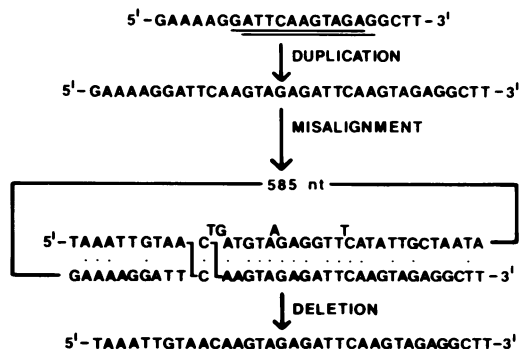 5'-GAAAAGGATTCAAGTAGAGGCTT-3'
DUPLICATION
5'-GAAAAGGATTCAAGTAGAGATTCAAGTAGAGGCTT-3'
MISALIGNMENT
585 nt
TG A T
5'-TAAATTGTAA C ATGTAGAGGTTCATATTGCTAATA
GAAAAGGATT C AAGTAGAGATTCAAGTAGAGGCTT-3'
DELETION
5'-TAAATTGTAACAAGTAGAGATTCAAGTAGAGGCTT-3'